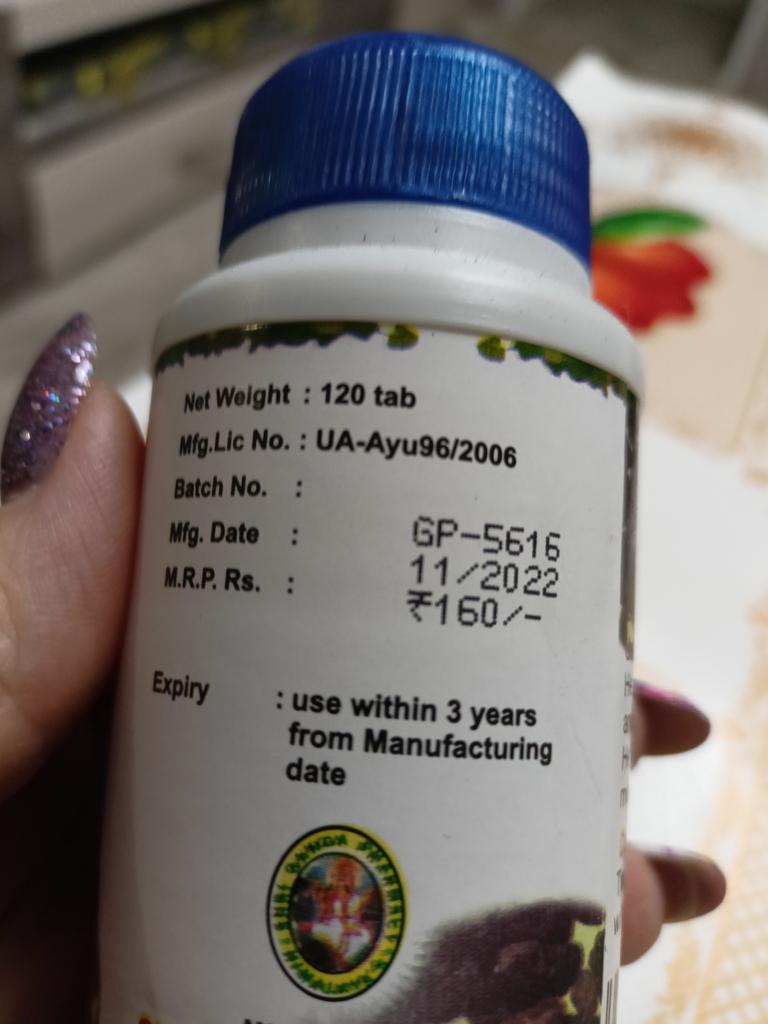 Net Weight : 120 tab
Mfg.Lic No. : UA-Ayu96/2006
Batch No. :
GP-5616
Mfg. Date :
11/2022
M.R.P. Rs. :
₹160/-
Expiry : use within 3 years
from Manufacturing
date